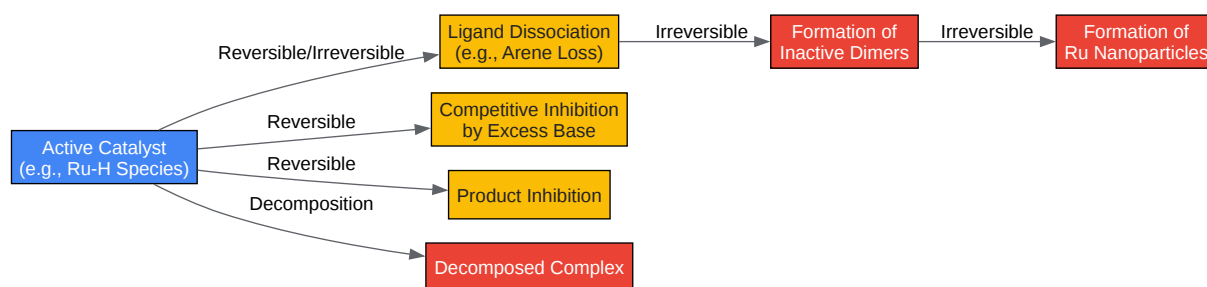 Ligand Dissociation
(e.g., Arene Loss)
Irreversible
Formation of
Inactive Dimers
Irreversible
Formation of
Ru Nanoparticles
Reversible/Irreversible
Competitive Inhibition
by Excess Base
Reversible
Active Catalyst
(e.g., Ru-H Species)
Reversible
Product Inhibition
Decomposition
Decomposed Complex